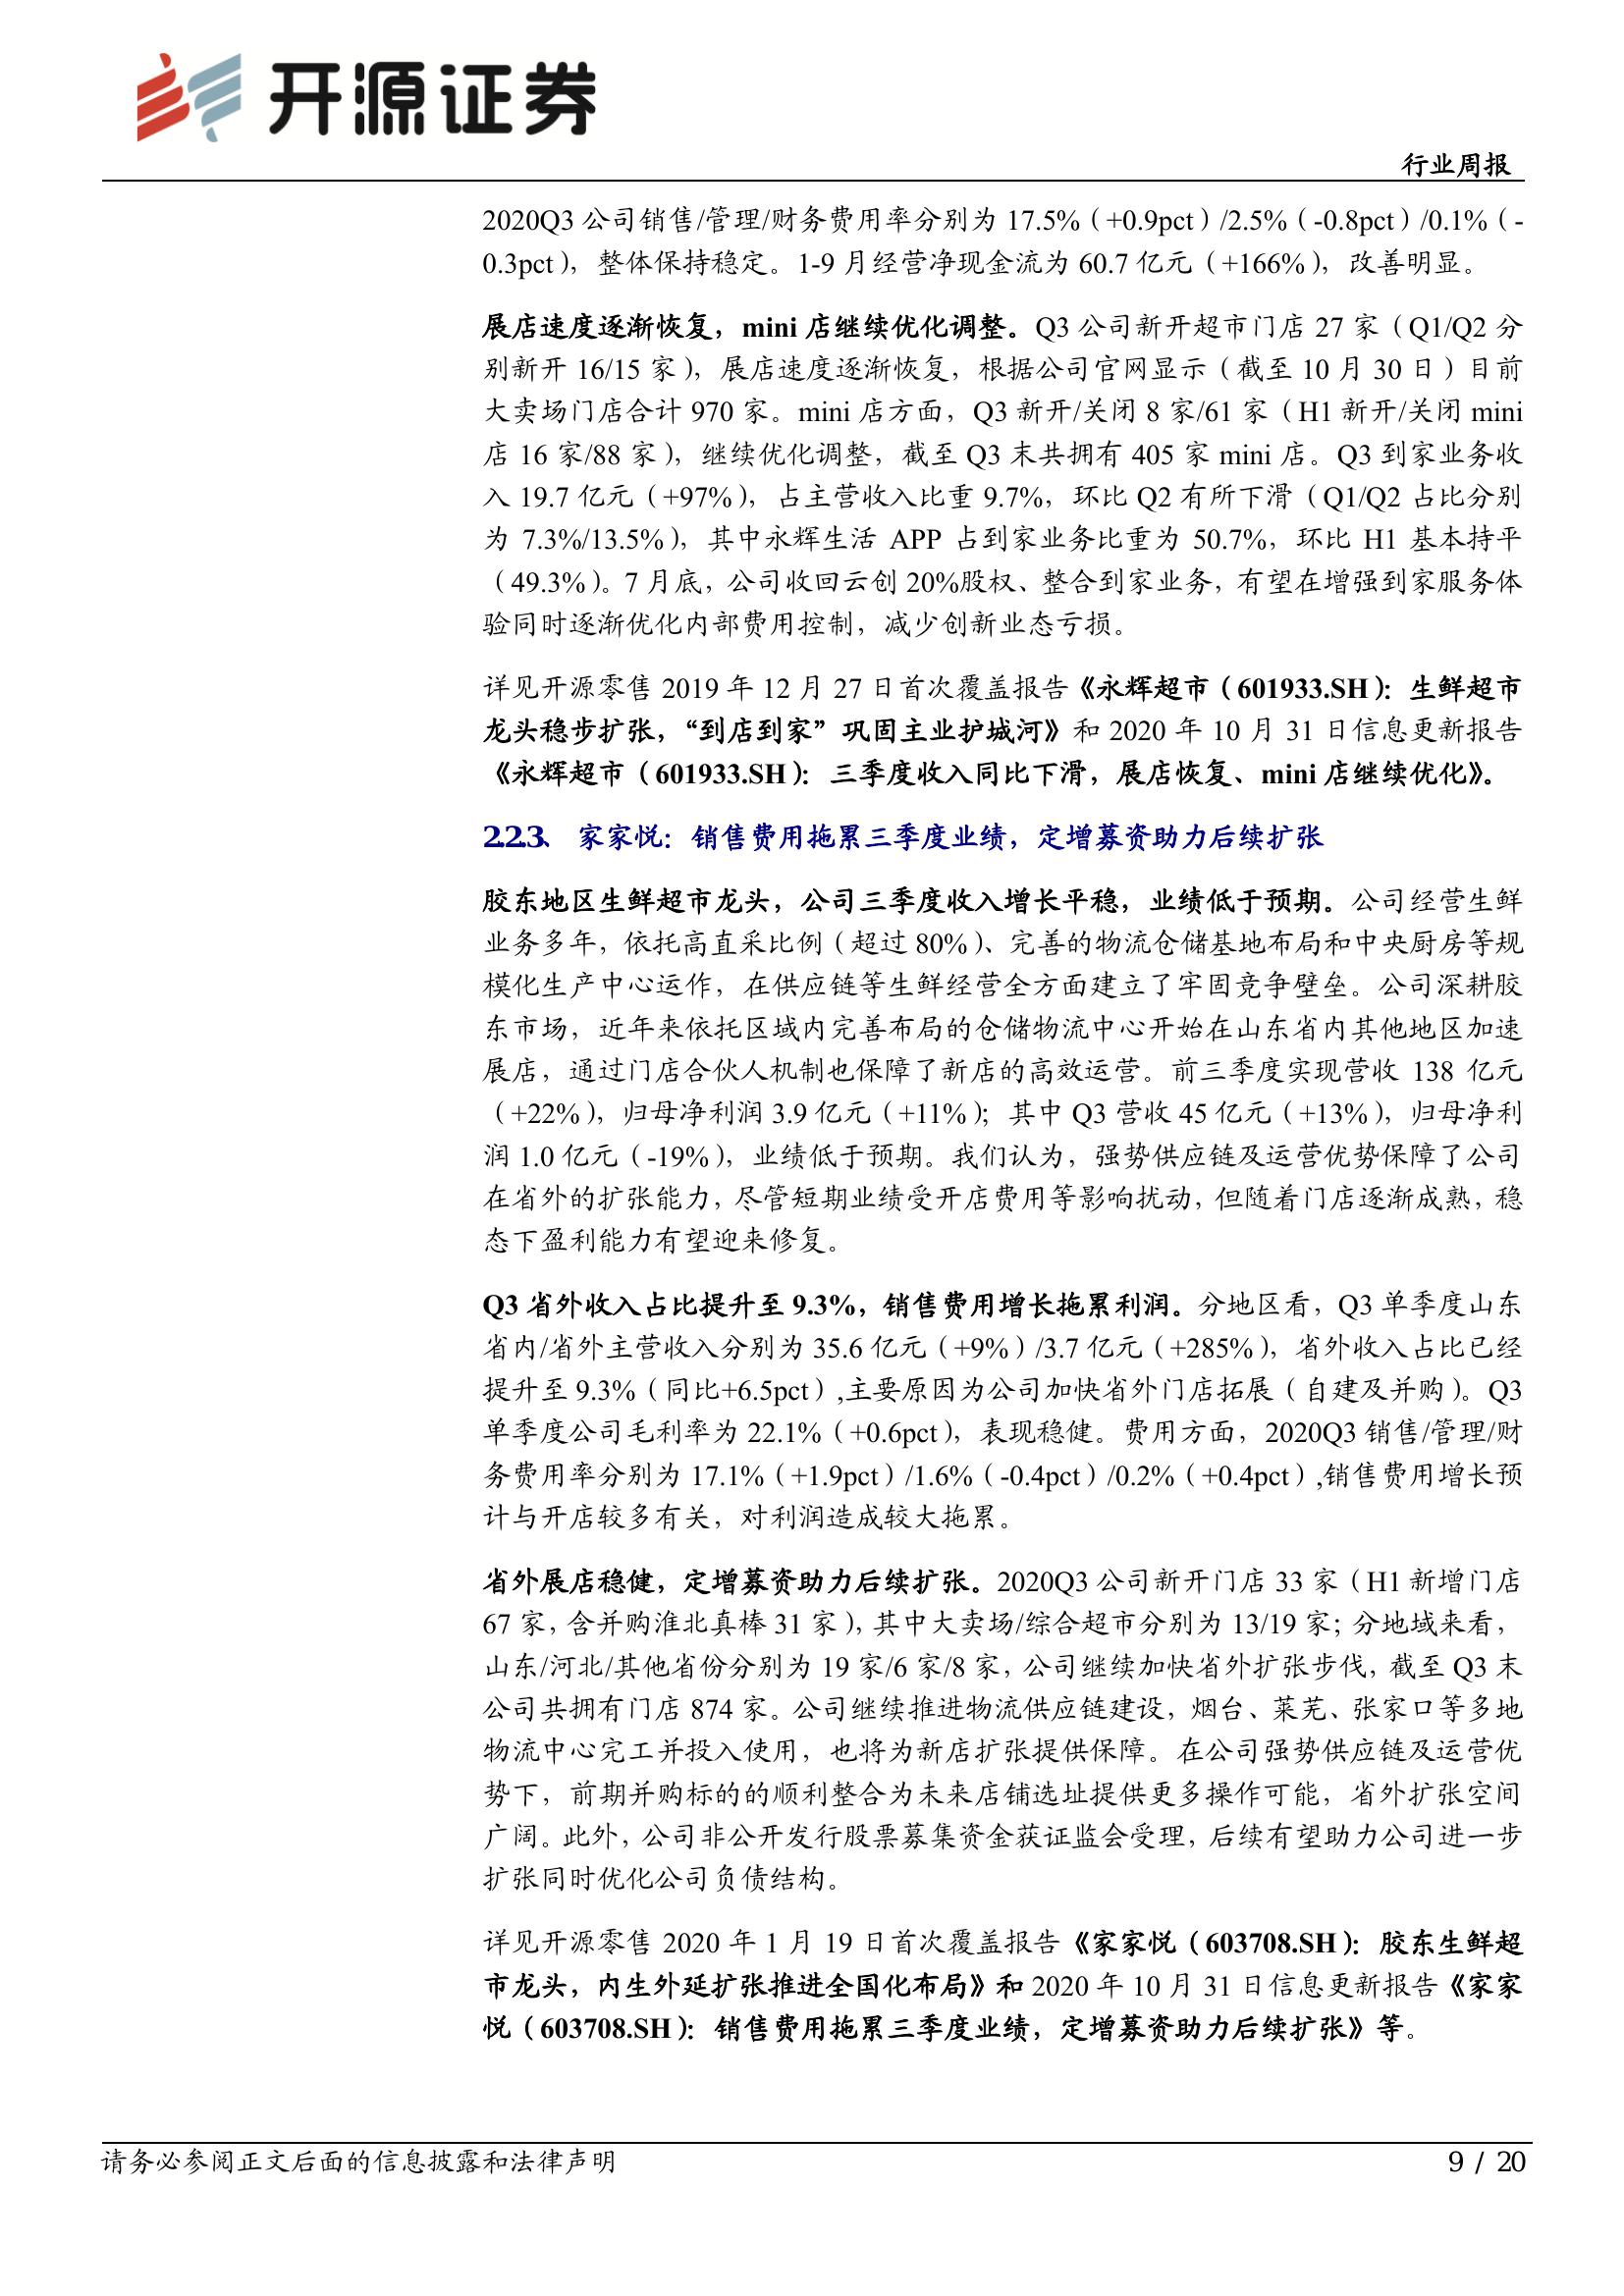 开源证券
行业周报
2020Q3 公司销售/管理/财务费用率分别为 17.5%（+0.9pct）/2.5%（-0.8pct）/0.1%（-
0.3pct），整体保持稳定。1-9 月经营净现金流为 60.7 亿元（+166%），改善明显。
展店速度逐渐恢复，mini 店继续优化调整。Q3 公司新开超市门店 27 家（Q1/Q2 分
别新开 16/15 家），展店速度逐渐恢复，根据公司官网显示（截至 10 月 30 日）目前
大卖场门店合计 970 家。mini 店方面，Q3 新开/关闭 8 家/61 家（H1 新开/关闭 mini
店 16 家/88 家），继续优化调整，截至 Q3 末共拥有 405 家 mini 店。Q3 到家业务收
入 19.7 亿元（+97%），占主营收入比重 9.7%，环比 Q2 有所下滑（Q1/Q2 占比分别
为 7.3%/13.5%），其中永辉生活 APP 占到家业务比重为 50.7%，环比 H1 基本持平
（49.3%）。7 月底，公司收回云创 20%股权、整合到家业务，有望在增强到家服务体
验同时逐渐优化内部费用控制，减少创新业态亏损。
详见开源零售 2019 年 12 月 27 日首次覆盖报告《永辉超市（601933.SH）：生鲜超市
龙头稳步扩张，“到店到家”巩固主业护城河》和 2020 年 10 月 31 日信息更新报告
《永辉超市（601933.SH）：三季度收入同比下滑，展店恢复、mini 店继续优化》。
2.2.3、 家家悦：销售费用拖累三季度业绩，定增募资助力后续扩张
胶东地区生鲜超市龙头，公司三季度收入增长平稳，业绩低于预期。公司经营生鲜
业务多年，依托高直采比例（超过 80%）、完善的物流仓储基地布局和中央厨房等规
模化生产中心运作，在供应链等生鲜经营全方面建立了牢固竞争壁垒。公司深耕胶
东市场，近年来依托区域内完善布局的仓储物流中心开始在山东省内其他地区加速
展店，通过门店合伙人机制也保障了新店的高效运营。前三季度实现营收 138 亿元
（+22%），归母净利润 3.9 亿元（+11%）；其中 Q3 营收 45 亿元（+13%），归母净利
润 1.0 亿元（-19%），业绩低于预期。我们认为，强势供应链及运营优势保障了公司
在省外的扩张能力，尽管短期业绩受开店费用等影响扰动，但随着门店逐渐成熟，稳
态下盈利能力有望迎来修复。
Q3 省外收入占比提升至 9.3%，销售费用增长拖累利润。分地区看，Q3 单季度山东
省内/省外主营收入分别为 35.6 亿元（+9%）/3.7 亿元（+285%），省外收入占比已经
提升至 9.3%（同比+6.5pct）,主要原因为公司加快省外门店拓展（自建及并购）。Q3
单季度公司毛利率为 22.1%（+0.6pct），表现稳健。费用方面，2020Q3 销售/管理/财
务费用率分别为 17.1%（+1.9pct）/1.6%（-0.4pct）/0.2%（+0.4pct）,销售费用增长预
计与开店较多有关，对利润造成较大拖累。
省外展店稳健，定增募资助力后续扩张。2020Q3 公司新开门店 33 家（H1 新增门店
67 家，含并购淮北真棒 31 家），其中大卖场/综合超市分别为 13/19 家；分地域来看，
山东/河北/其他省份分别为 19 家/6 家/8 家，公司继续加快省外扩张步伐，截至 Q3 末
公司共拥有门店 874 家。公司继续推进物流供应链建设，烟台、莱芜、张家口等多地
物流中心完工并投入使用，也将为新店扩张提供保障。在公司强势供应链及运营优
势下，前期并购标的的顺利整合为未来店铺选址提供更多操作可能，省外扩张空间
广阔。此外，公司非公开发行股票募集资金获证监会受理，后续有望助力公司进一步
扩张同时优化公司负债结构。
详见开源零售 2020 年 1 月 19 日首次覆盖报告《家家悦（603708.SH）：胶东生鲜超
市龙头，内生外延扩张推进全国化布局》和 2020 年 10 月 31 日信息更新报告《家家
悦（603708.SH）：销售费用拖累三季度业绩，定增募资助力后续扩张》等。
请务必参阅正文后面的信息披露和法律声明
9 / 20